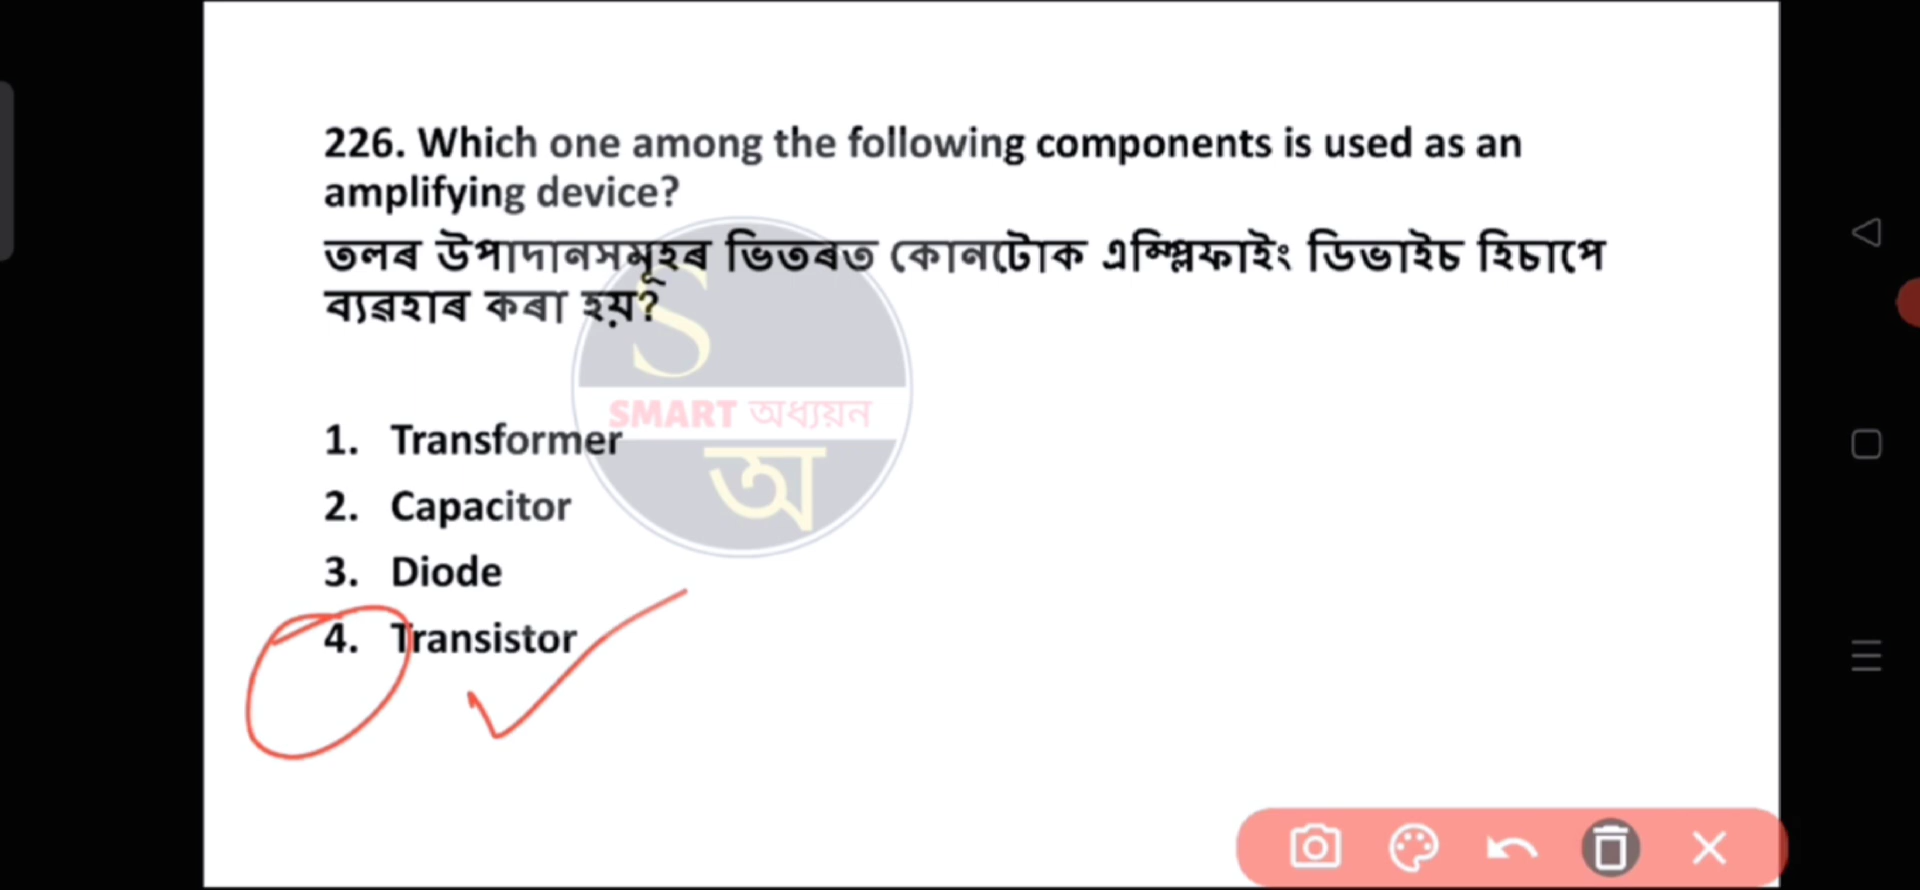 226. Which one among the following components is used as an
amplifying device?
তলৰ উপাদানসমূহৰ ভিতৰত কোনটোক এম্প্লিফাইং ডিভাইচ হিচাপে
ব্যৱহাৰ কৰা হয়?
S
SMART অধ্যয়ন
অ
1. Transformer
2. Capacitor
3. Diode
4. Transistor